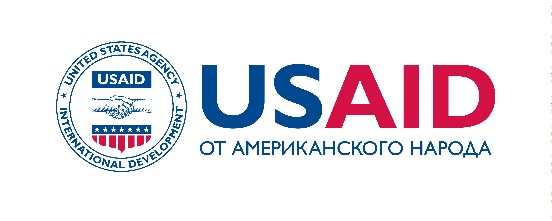 UNITED STATES AGENCY
USAID
INTERNATIONAL DEVELOPMENT
USAID
ОТ АМЕРИКАНСКОГО НАРОДА